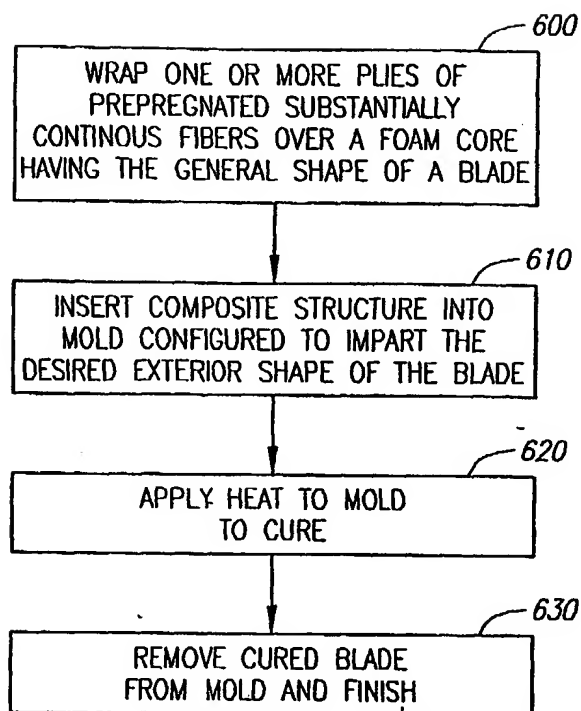 600
WRAP ONE OR MORE PLIES OF
PREPREGNATED SUBSTANTIALLY
CONTINOUS FIBERS OVER A FOAM CORE
HAVING THE GENERAL SHAPE OF A BLADE
610
INSERT COMPOSITE STRUCTURE INTO
MOLD CONFIGURED TO IMPART THE
DESIRED EXTERIOR SHAPE OF THE BLADE
620
APPLY HEAT TO MOLD
TO CURE
630
REMOVE CURED BLADE
FROM MOLD AND FINISH